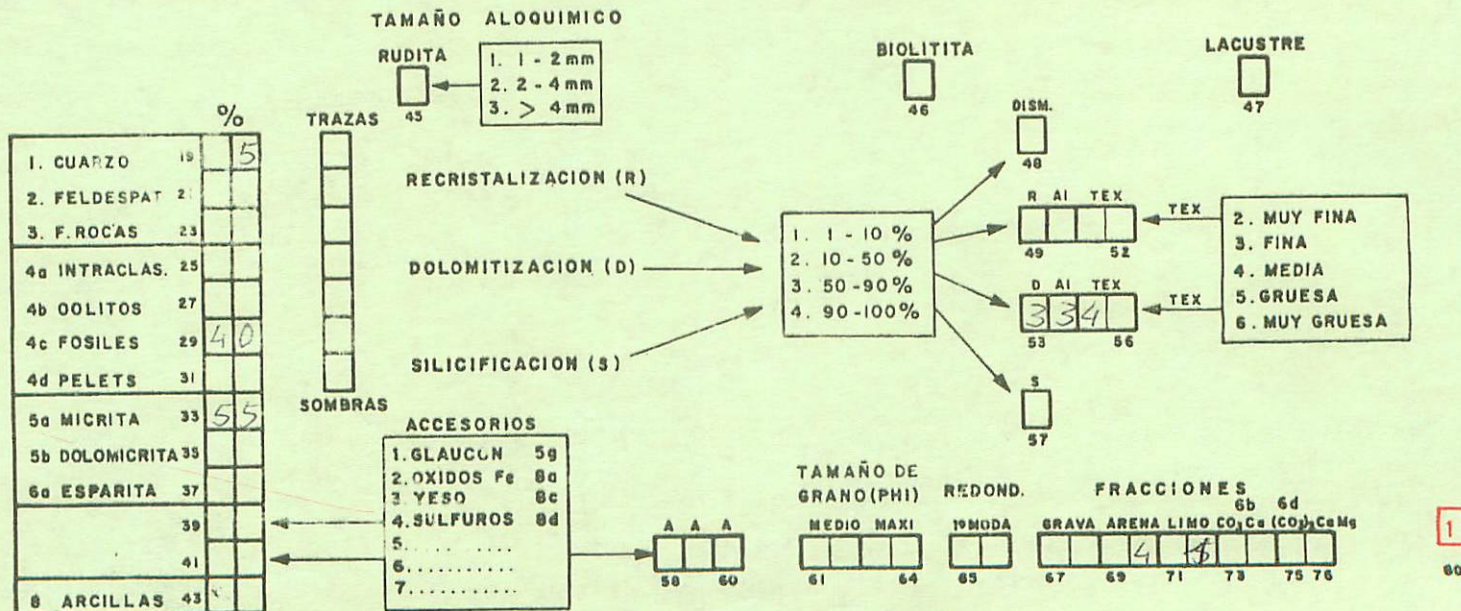 TAMAÑO ALOQUIMICO
RUDITA
45
1. 1 - 2 mm
2. 2 - 4 mm
3. > 4 mm
BIOLITITA
46
LACUSTRE
47
%
1. CUARZO 19 5
2. FELDESPAT 2
3. F. ROCAS 23
4a INTRACLAS. 25
4b OOLITOS 27
4c FOSILES 29 4 0
4d PELETS 31
5a MICRITA 33 5 5
5b DOLOMICRITA 35
6a ESPARITA 37
39
41
8 ARCILLAS 43
TRAZAS
SOMBRAS
RECRISTALIZACION (R)
DOLOMITIZACION (D)
SILICIFICACION (S)
1. 1 - 10 %
2. 10 - 50 %
3. 50 - 90 %
4. 90 - 100 %
DISM.
48
R AI TEX
49 52
D AI TEX
3 3 4
53 56
S
57
TEX
TEX
2. MUY FINA
3. FINA
4. MEDIA
5. GRUESA
6. MUY GRUESA
ACCESORIOS
1. GLAUCON 5g
2. OXIDOS Fe 8a
3 YESO 8c
4. SULFUROS 8d
5. . . . . . . . . .
6. . . . . . . . . .
7. . . . . . . . . .
A A A
58 60
TAMAÑO DE
GRANO (PHI)
MEDIO MAXI
61 64
REDOND.
1ª MODA
65
FRACCIONES
6b 6d
GRAVA ARENA LIMO CO₃Ca (CO₃)₂CaMg
4
67 69 71 73 75 76
1
80